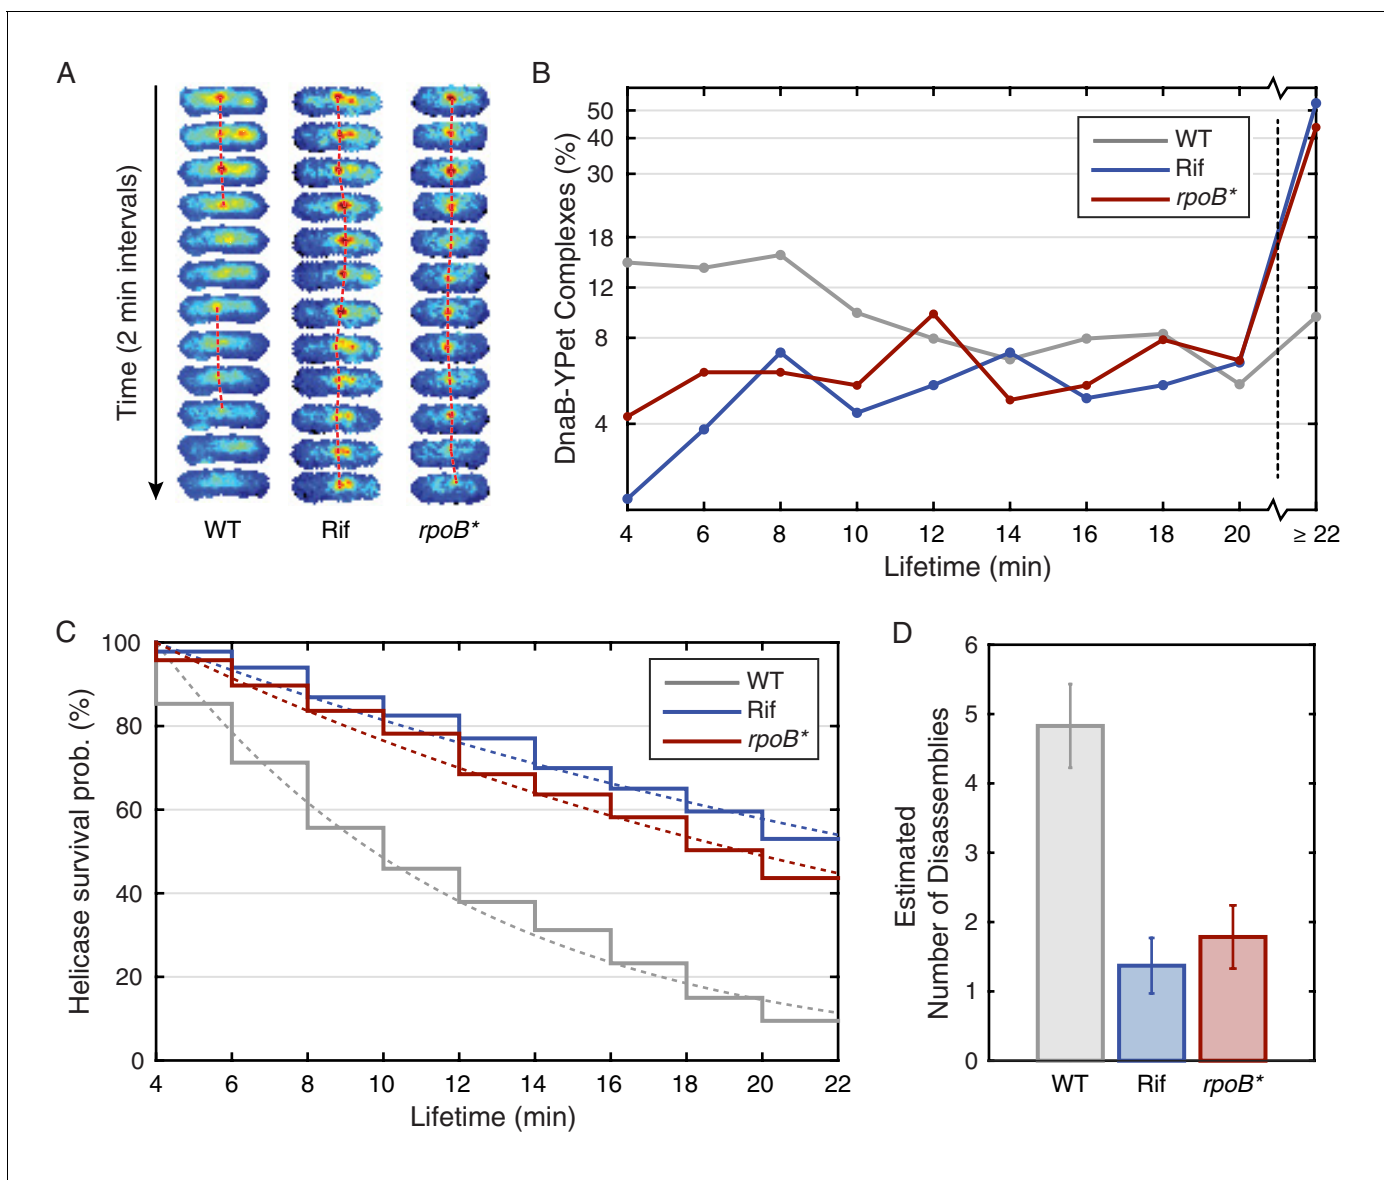 A
Time (2 min intervals)
WT
Rif
rpoB*
B
DnaB-YPet Complexes (%)
50
40
30
18
12
8
4
WT
Rif
rpoB*
4 6 8 10 12 14 16 18 20 ≥ 22
Lifetime (min)
C
Helicase survival prob. (%)
100
80
60
40
20
0
WT
Rif
rpoB*
4 6 8 10 12 14 16 18 20 22
Lifetime (min)
D
Estimated
Number of Disassemblies
6
5
4
3
2
1
0
WT Rif rpoB*